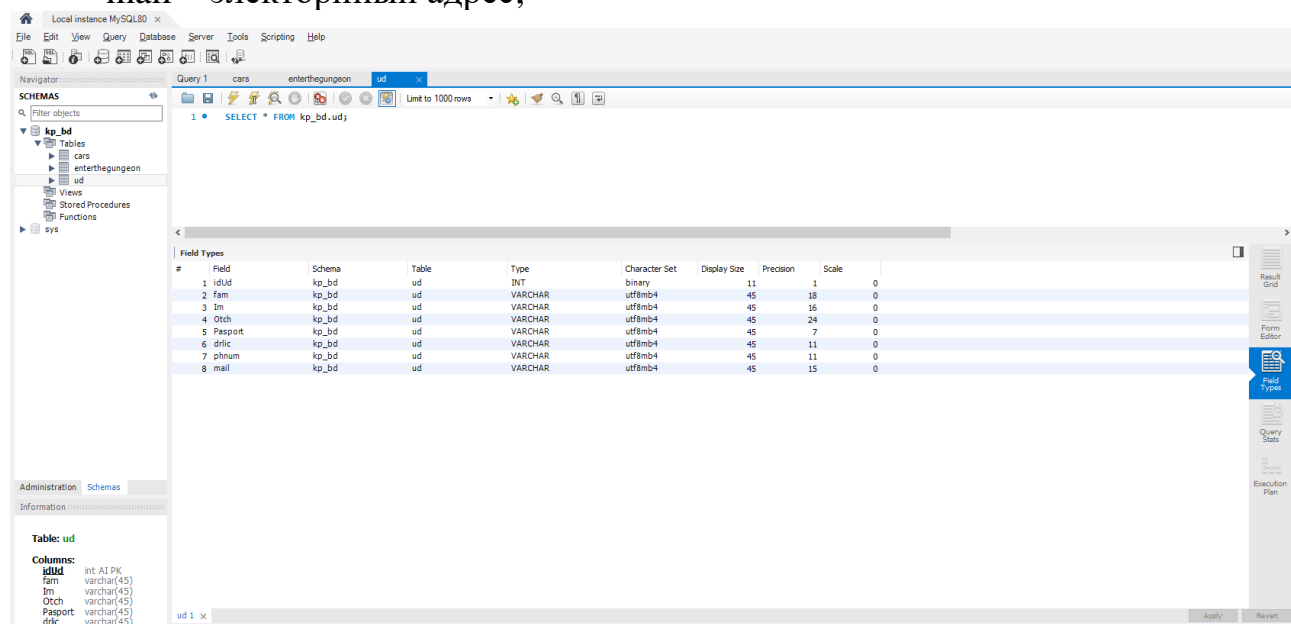 адрес;
Local instance MySQL80 ×
File Edit View Query Database Server Tools Scripting Help
Navigator
SCHEMAS
Filter objects
kp_bd
Tables
cars
enterthegungeon
ud
Views
Stored Procedures
Functions
sys
Query 1 cars enterthegungeon ud ×
Limit to 1000 rows
1 SELECT * FROM kp_bd.ud;
Field Types
# Field Schema Table Type Character Set Display Size Precision Scale
1 idUd kp_bd ud INT binary 11 1 0
2 fam kp_bd ud VARCHAR utf8mb4 45 18 0
3 Im kp_bd ud VARCHAR utf8mb4 45 16 0
4 Otch kp_bd ud VARCHAR utf8mb4 45 24 0
5 Pasport kp_bd ud VARCHAR utf8mb4 45 7 0
6 drlic kp_bd ud VARCHAR utf8mb4 45 11 0
7 phnum kp_bd ud VARCHAR utf8mb4 45 11 0
8 mail kp_bd ud VARCHAR utf8mb4 45 15 0
Result
Grid
Form
Editor
Field
Types
Query
Stats
Execution
Plan
Administration Schemas
Information
Table: ud
Columns:
idUd int AI PK
fam varchar(45)
Im varchar(45)
Otch varchar(45)
Pasport varchar(45)
drlic varchar(45)
ud 1 ×
Apply Revert